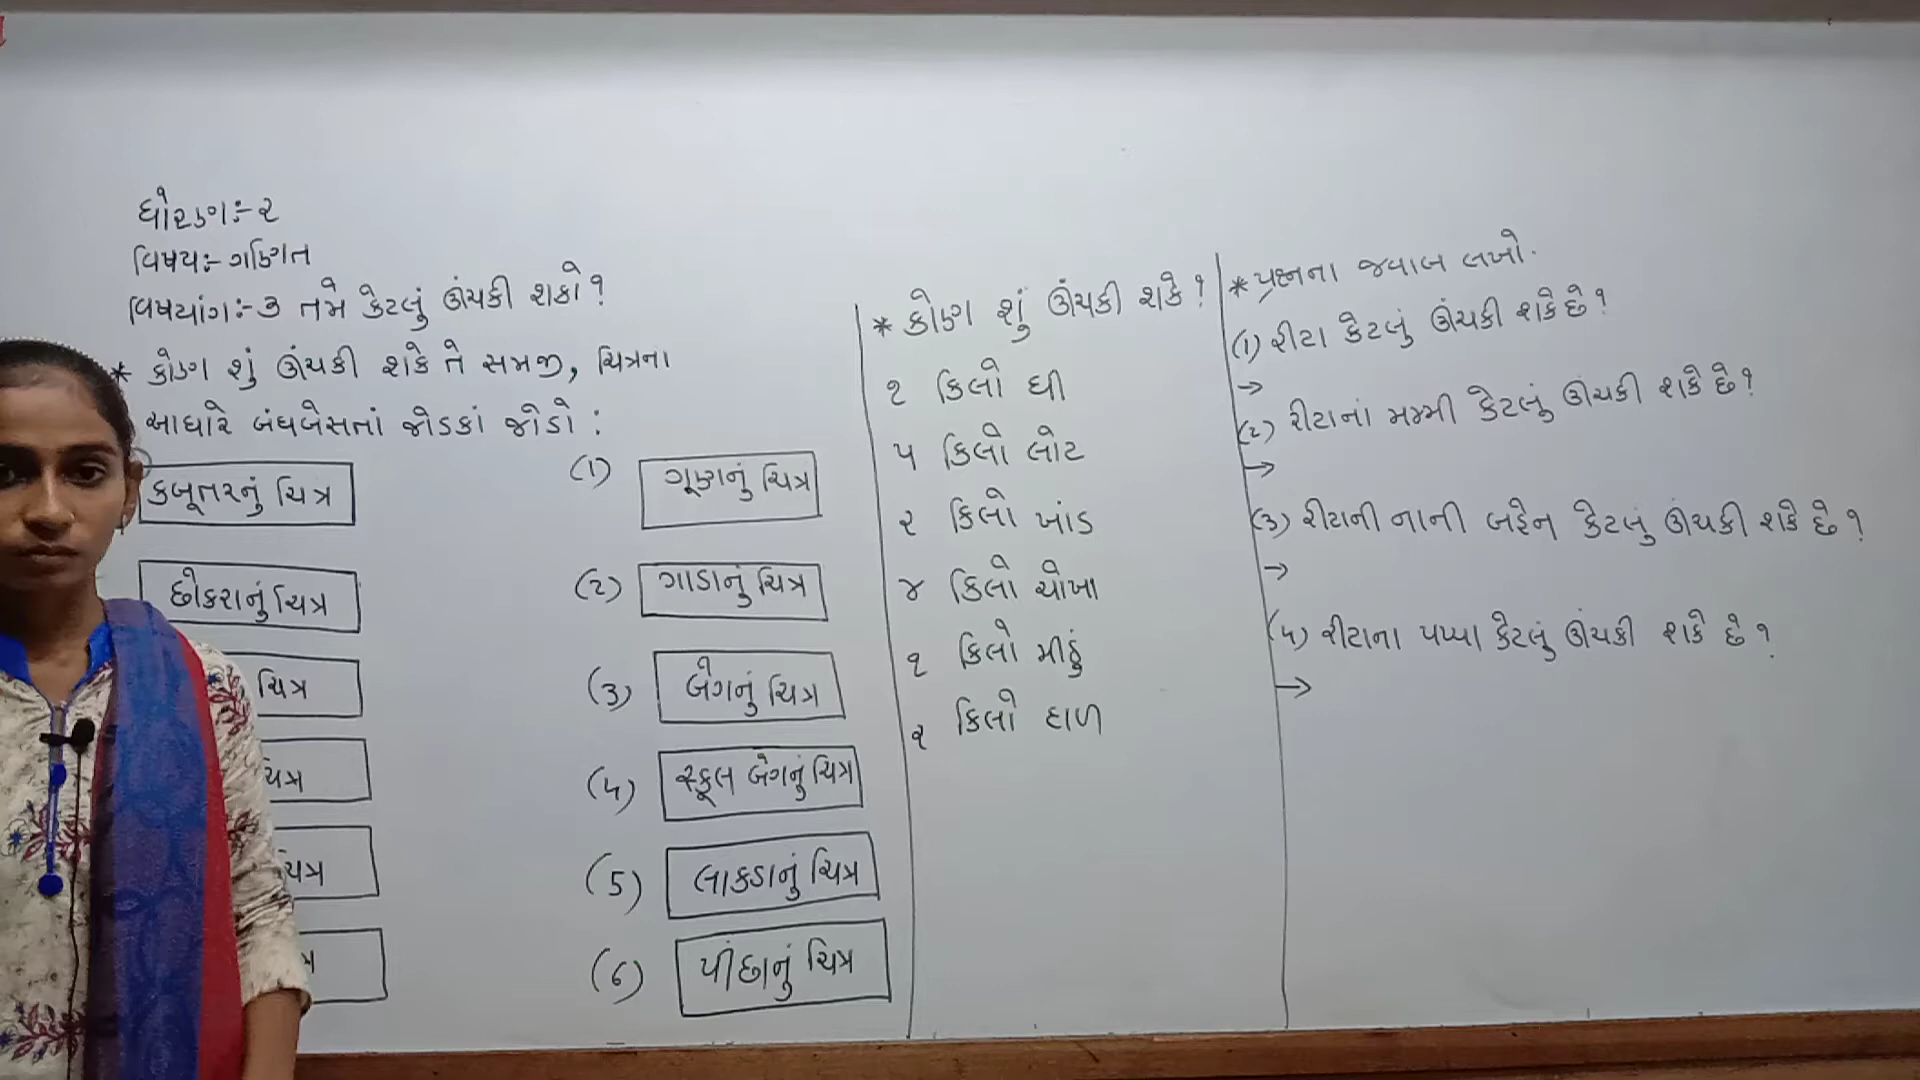 ધોરણઃ- ૨
વિષયઃ- ગણિત
વિષયાંગઃ- ૩ તમે કેટલું ઊંચકી શકો ?
* કોણ શું ઊંચકી શકે તે સમજી, ચિત્રના
આધારે બંધબેસતાં જોડકાં જોડો :
કબૂતરનું ચિત્ર
(૧) ગૂણનું ચિત્ર
છોકરાનું ચિત્ર
(૨) ગાડાનું ચિત્ર
ચિત્ર
(૩) બેગનું ચિત્ર
ચિત્ર
(૪) સ્કૂલ બેગનું ચિત્ર
ચિત્ર
(5) લાકડાનું ચિત્ર
(6) પીંછાનું ચિત્ર
* કોણ શું ઊંચકી શકે ?
૧ કિલો ઘી
૫ કિલો લોટ
૨ કિલો ખાંડ
૪ કિલો ચોખા
૧ કિલો મીઠું
૨ કિલો દાળ
* પ્રશ્નના જવાબ લખો.
(૧) રીટા કેટલું ઊંચકી શકે છે ?
→
(૨) રીટાનાં મમ્મી કેટલું ઊંચકી શકે છે ?
→
(૩) રીટાની નાની બહેન કેટલું ઊંચકી શકે છે ?
→
(૪) રીટાના પપ્પા કેટલું ઊંચકી શકે છે ?
→